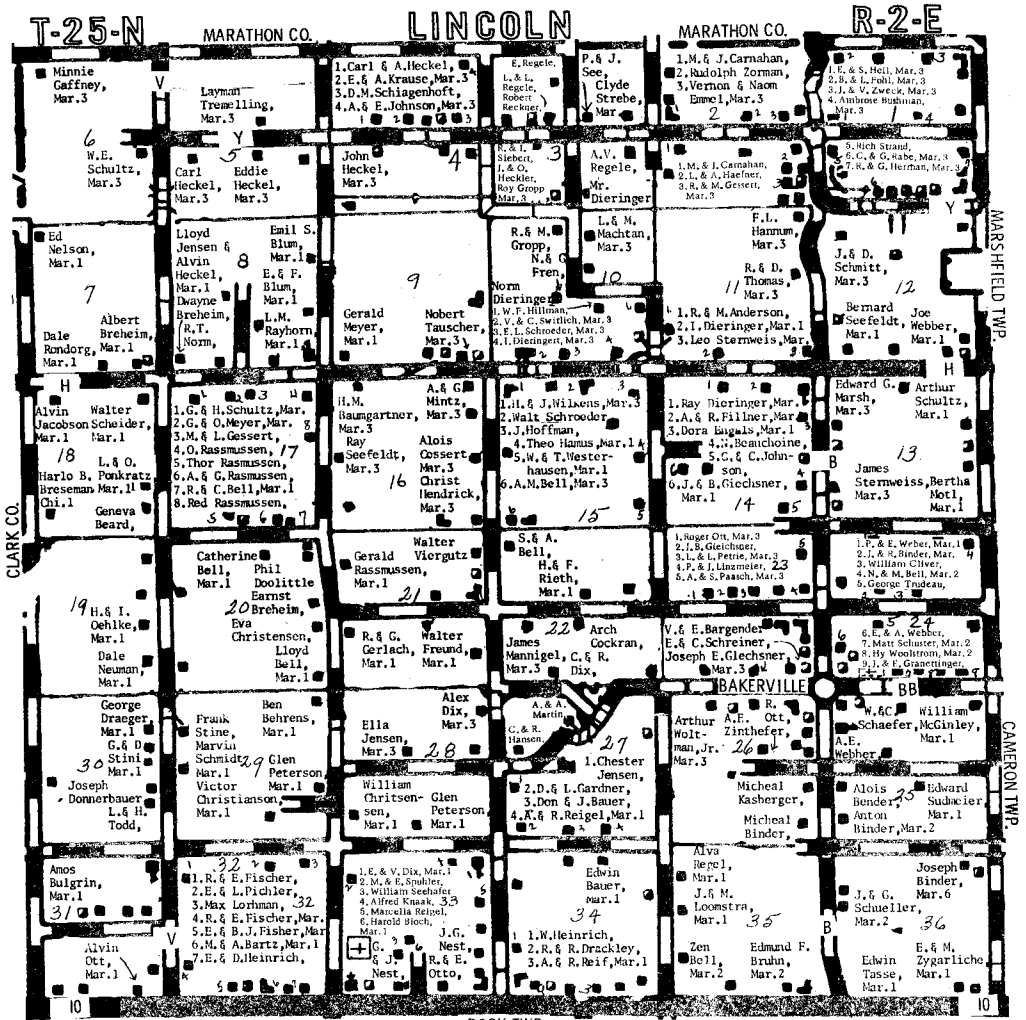 T-25-N
MARATHON CO.
LINCOLN
MARATHON CO.
R-2-E
Minnie
Gaffney,
Mar.3
V
Layman
Tremelling,
Mar.3
1.Carl & A.Heckel,
2.E.& A.Krause, Mar.3
3.D.M.Schlagenhoft,
4.A.& E.Johnson,Mar.3
E.Regele,
L.& L.
Regele,
Robert
Reckner,
P.& J.
See,
Clyde
Strebe,
Mar.
1.M.& J.Carnahan,
2.Rudolph Zorman,
3.Vernon & Naom
Emmel,Mar.3
2
1.E.& S.Heil, Mar.3
2.B.& L.Fohl, Mar.3
3.J.& V.Zweck, Mar.3
4.Ambrose Bushman,
Mar.3
1
6
W.E.
Schultz,
Mar.3
5
Y
Carl
Heckel,
Mar.3
Eddie
Heckel,
Mar.3
John
Heckel,
Mar.3
4
R.& L.
Siebert,
J.& O.
Heckler,
Roy Gropp
Mar.3
3
A.V.
Regele,
Mr.
Dieringer
1.M.& J.Carnahan,
2.L.& A.Haefner,
3.R.& M.Gessert,
Mar.3
5.Rich Strand,
6.C.& G.Rabe, Mar.3
7.R.& G.Herman, Mar.3
Y
MARSHFIELD TWP.
Ed
Nelson,
Mar.1
7
Dale
Rondorg,
Mar.1
Albert
Breheim,
Mar.1
Lloyd
Jensen &
Alvin
Heckel,
Mar.1
Dwayne
Breheim,
R.T.
Norm,
Emil S.
Blum,
Mar.1
8
E.& F.
Blum,
Mar.1
L.M.
Rayhorn
Mar.1
9
Gerald
Meyer,
Mar.1
Nobert
Tauscher,
Mar.3
R.& M.
Gropp,
N.& G
Fren,
Norm
Dieringer
1.W.F.Hillman,
2.V.& C.Switlich, Mar.3
3.E.L.Schroeder, Mar.3
4.I.Dieringert, Mar.3
L.& M.
Machtan,
Mar.3
10
F.L.
Hannum,
Mar.3
R.& D.
Thomas,
Mar.3
11
1.R.& M.Anderson,
2.I.Dieringer,Mar.1
3.Leo Sternweis,Mar.
J.& D.
Schmitt,
Mar.3
12
Bernard
Seefeldt,
Mar.1
Joe
Webber,
Mar.1
H
H
Alvin
Jacobson
Mar.1
Walter
Scheider,
Mar.1
18
L.& O.
Ponkratz
Mar.1
Harlo B.
Breseman
Chi.1
Geneva
Beard,
1.G.& H.Schultz,Mar.
2.G.& O.Meyer,Mar.
3.M.& L.Gessert,
4.O.Rassmussen, 17
5.Thor Rasmussen,
6.A.& G.Rasmussen,
7.R.& C.Bell,Mar.1
8.Red Rassmussen,
H.M.
Baumgartner,
Mar.3
A.& G.
Mintz,
Mar.3
Ray
Seefeldt,
Mar.3
16
Alois
Cossert,
Mar.3
Christ
Hendrick,
Mar.3
1.H.& J.Wilkens,Mar.3
2.Walt Schroeder
3.J.Hoffman,
4.Theo Hamus,Mar.1
5.W.& T.Wester-
hausen,Mar.1
6.A.M.Bell,Mar.3
15
1.Ray Dieringer,Mar.1
2.A.& R.Fillner,Mar.1
3.Dora Engels,Mar.1
4.N.Beauchoine,
5.C.& C.John-
son,
6.J.& B.Giechsner,
Mar.1
14
Edward G.
Marsh,
Mar.3
Arthur
Schultz,
Mar.1
B
13
James
Sternweiss,
Mar.1
Bertha
Motl,
Mar.1
CLARK CO.
19
H.& I.
Oehlke,
Mar.1
Dale
Neuman,
Mar.1
Catherine
Bell,
Mar.1
Phil
Doolittle
Earnst
Breheim,
20
Eva
Christensen,
Lloyd
Bell,
Mar.1
Gerald
Rassmussen,
Mar.1
Walter
Viergutz
21
S.& A.
Bell,
H.& F.
Rieth,
Mar.1
1.Roger Ott, Mar.3
2.J.B.Gleichsner,
3.L.& L.Petrie, Mar.3
4.P.& J.Linzmeier, 23
5.A.& S.Paasch, Mar.3
1.P.& E.Weber, Mar.1
2.J.& R.Binder, Mar.
3.William Cliver,
4.N.& M.Bell, Mar.2
5.George Trudeau,
R.& G.
Gerlach,
Mar.1
Walter
Freund,
Mar.1
22
James
Mannigel,
Mar.3
Arch
Cockran,
C.& R.
Dix,
V.& E.Bargender
E.& C.Schreiner,
Joseph E.Glechsner,
Mar.3
24
6.E.& A.Webber,
7.Matt Schuster, Mar.2
8.Hy Woolstrom, Mar.2
9.J.& F.Granettinger,
BAKERVILLE
BB
George
Draeger,
Mar.1
G.& D.
Stini
Mar.1
30
Joseph
Donnerbauer
L.& H.
Todd,
Frank
Stine,
Marvin
Schmidt
Mar.1
Ben
Behrens,
Mar.1
29
Glen
Peterson,
Mar.1
Victor
Christianson,
Mar.1
Ella
Jensen,
Mar.3
Alex
Dix,
Mar.3
28
William
Chritsen-
sen,
Mar.1
Glen
Peterson
Mar.1
A.& A.
Martin,
C.& R.
Hansen,
27
1.Chester
Jensen,
2.D.& L.Gardner,
3.Don & J.Bauer,
4.A.& R.Reigel,Mar.1
Arthur
Wolt-
man,Jr.
Mar.3
R.
Ott,
A.E.
Zinthefer,
26
Micheal
Kasberger,
Micheal
Binder,
W.&C.
Schaefer,
William
McGinley,
Mar.1
A.E.
Webber
Alois
Bender,
25
Edward
Sudmeier
Mar.1
Anton
Binder,Mar.2
CAMERON TWP.
Amos
Bulgrin,
Mar.1
31
Alvin
Ott,
Mar.1
V
32
1.R.& E.Fischer,
2.E.& L.Pichler,
3.Max Lorhman, 32
4.R.& E.Fischer,Mar.
5.E.& B.J.Fisher,Mar
6.M.& A.Bartz,Mar.1
7.E.& D.Heinrich,
1.E.& V.Dix, Mar.1
2.M.& E.Spuhler,
3.William Seehafer
4.Alfred Knaak, 33
5.Marcella Reigel,
6.Harold Bloch,
Mar.1
G.
& J.
Nest,
J.G.
Nest,
R.& E.
Otto,
Edwin
Bauer,
Mar.1
34
1.W.Heinrich,
2.R.& R.Drackley,
3.A.& R.Reif,Mar.1
Alva
Regel,
Mar.1
J.& M.
Loomstra,
Mar.1
35
Zen
Bell,
Mar.2
Edmund F.
Bruhn,
Mar.2
Joseph
Binder,
Mar.6
J.& G.
Schueller,
Mar.2
36
B
Edwin
Tasse,
Mar.1
E.& M.
Zygarliche
Mar.1
10
10